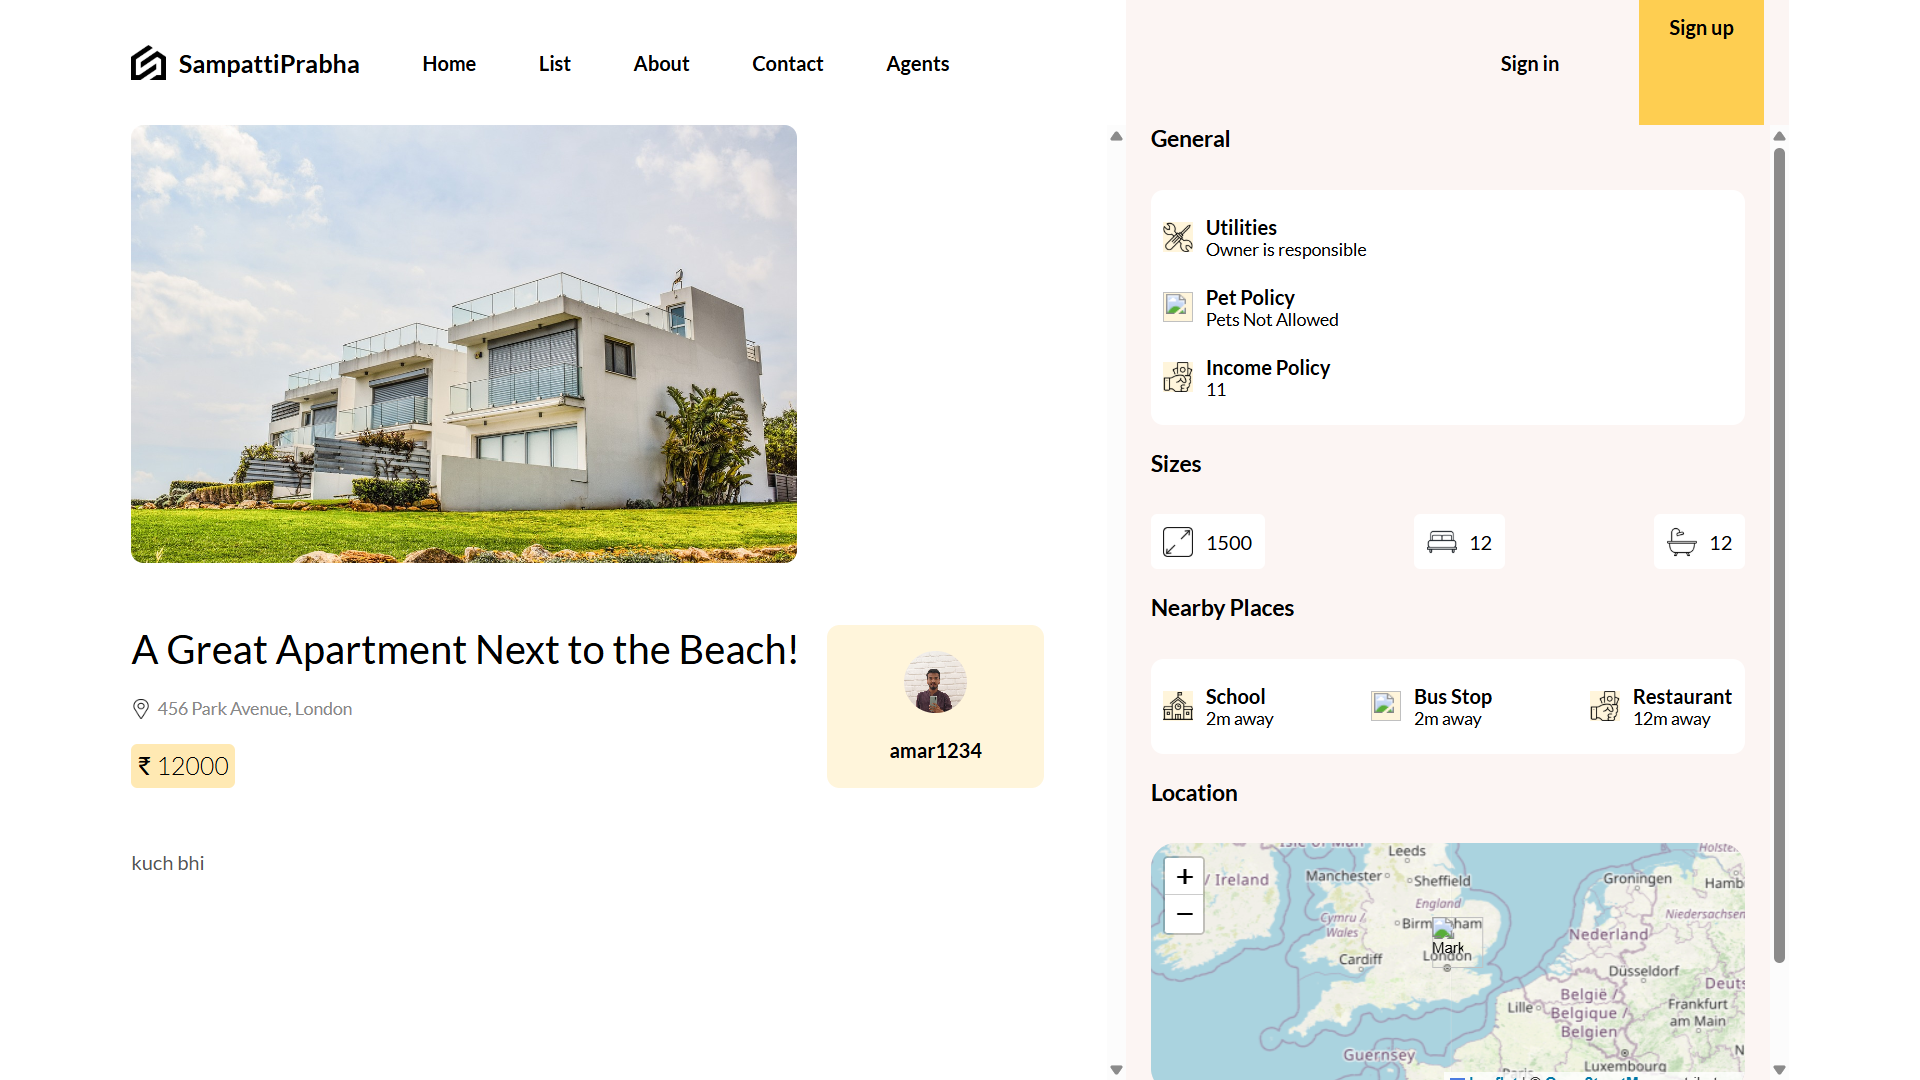 SampattiPrabha
Home
List
About
Contact
Agents
Sign in
Sign up
A Great Apartment Next to the Beach!
456 Park Avenue, London
₹ 12000
amar1234
kuch bhi
General
Utilities
Owner is responsible
Pet Policy
Pets Not Allowed
Income Policy
11
Sizes
1500
12
12
Nearby Places
School
2m away
Bus Stop
2m away
Restaurant
12m away
Location
+
−
Leeds
/ Ireland
Manchester
Sheffield
Groningen
Hamb
England
Cymru /
Wales
Niedersachsen
Nederland
Mark
Cardiff
London
Düsseldorf
België /
Belgique /
Belgien
Lille
Frankfurt
am Main
Guernsey
Luxembourg